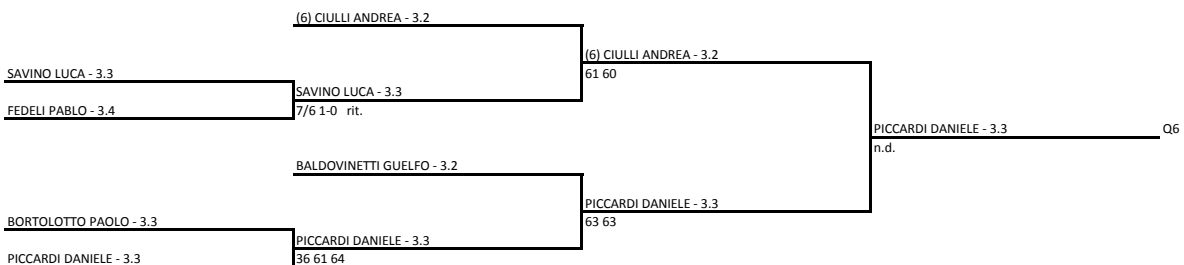 (6) CIULLI ANDREA - 3.2
(6) CIULLI ANDREA - 3.2
SAVINO LUCA - 3.3
61 60
SAVINO LUCA - 3.3
FEDELI PABLO - 3.4
7/6 1-0 rit.
PICCARDI DANIELE - 3.3
Q6
n.d.
BALDOVINETTI GUELFO - 3.2
PICCARDI DANIELE - 3.3
BORTOLOTTO PAOLO - 3.3
63 63
PICCARDI DANIELE - 3.3
PICCARDI DANIELE - 3.3
36 61 64